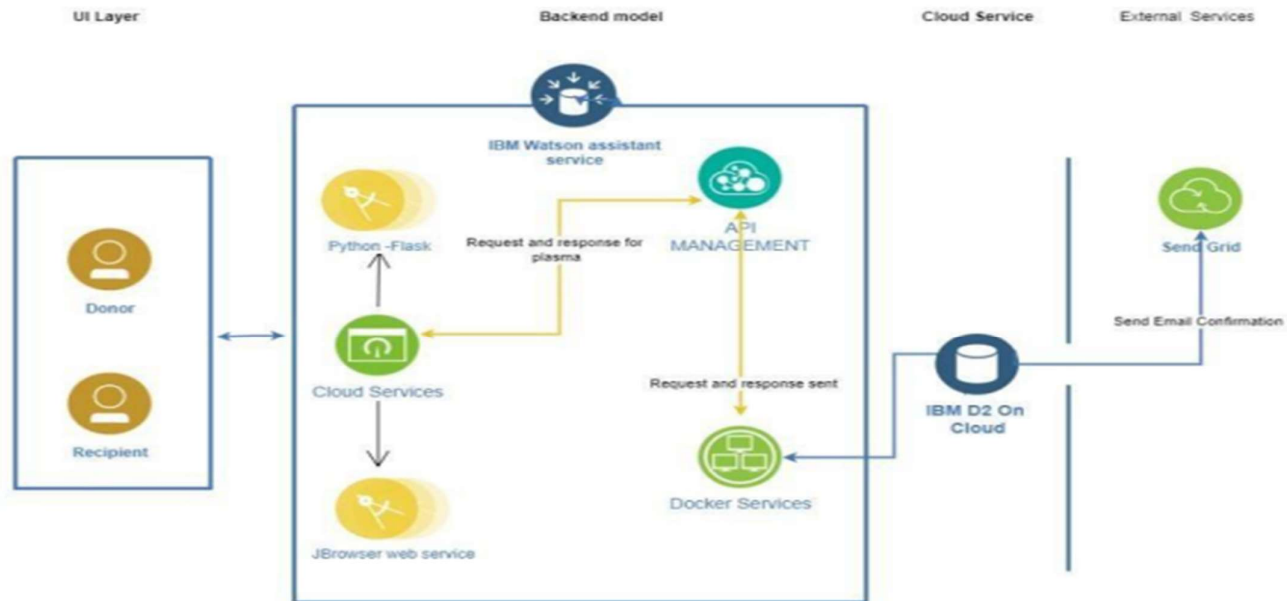 UI Layer
Backend model
Cloud Service
External Services
IBM Watson assistant
service
Python -Flask
Request and response for
plasma
API
MANAGEMENT
Send Grid
Donor
Send Email Confirmation
Cloud Services
Request and response sent
IBM D2 On
Cloud
Recipient
Docker Services
JBrowser web service